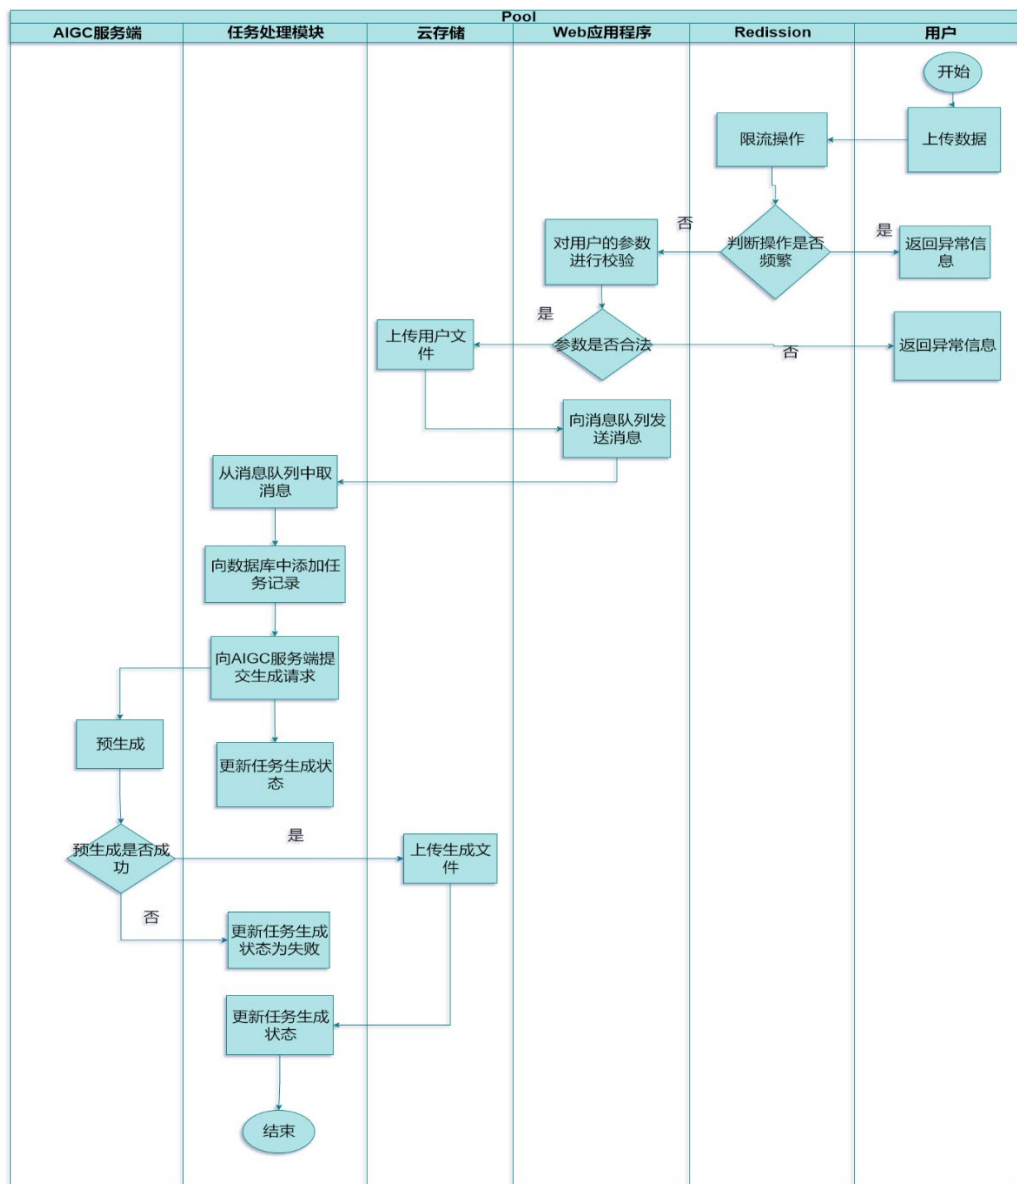 Pool
AIGC服务端
任务处理模块
云存储
Web应用程序
Redission
用户
开始
限流操作
上传数据
否
对用户的参数
进行校验
判断操作是否
频繁
是
返回异常信
息
是
上传用户文
件
参数是否合法
否
返回异常信息
向消息队列发
送消息
从消息队列中取
消息
向数据库中添加任
务记录
向AIGC服务端提
交生成请求
预生成
更新任务生成状
态
预生成是否成
功
是
上传生成文
件
否
更新任务生成
状态为失败
更新任务生成
状态
结束